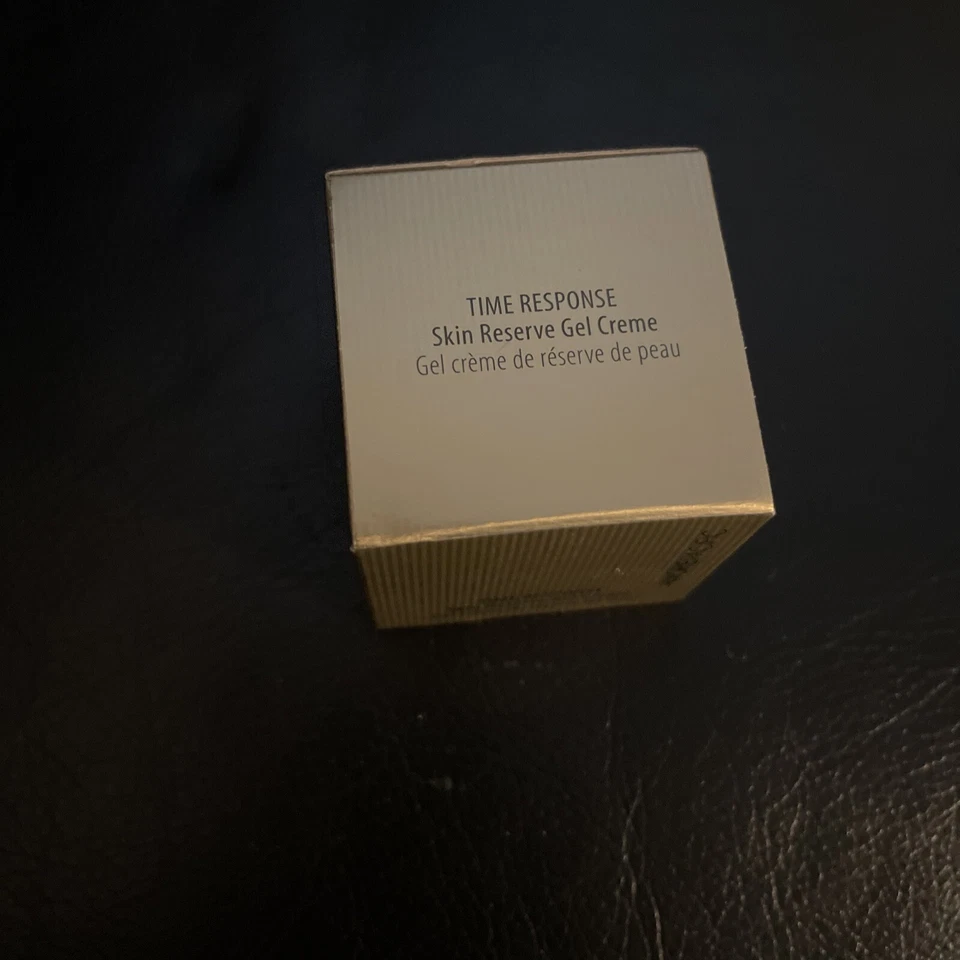 TIME RESPONSE
Skin Reserve Gel Creme
Gel crème de réserve de peau